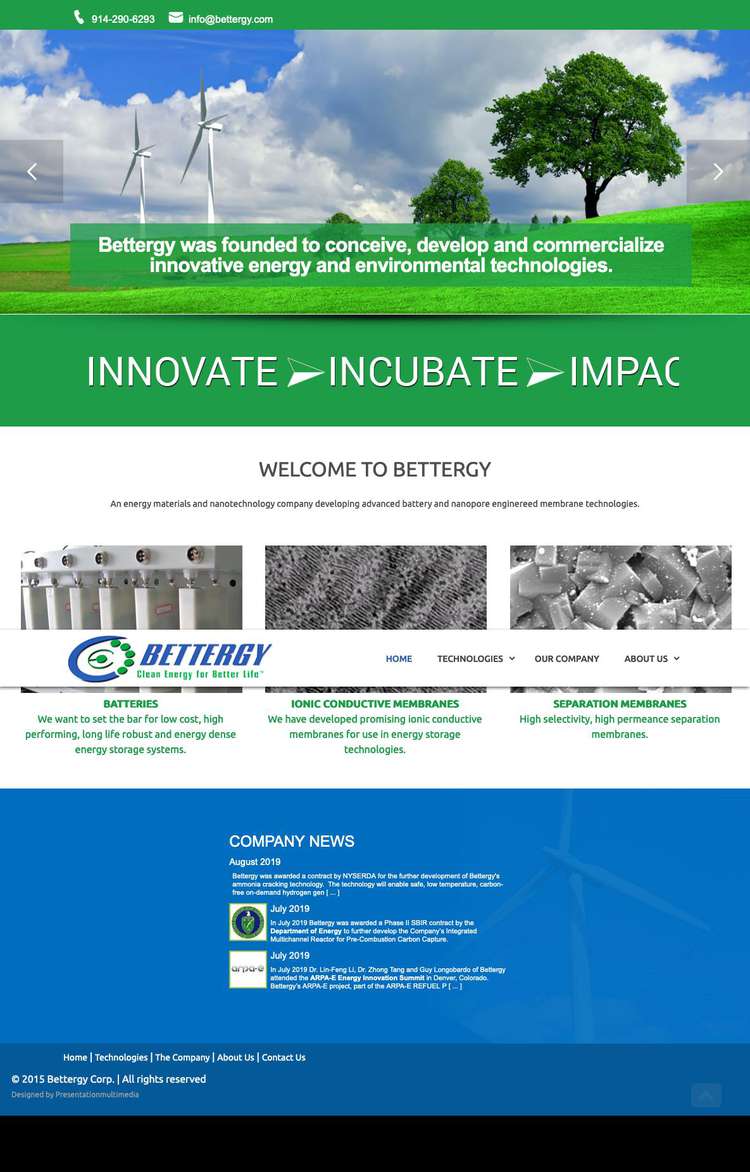 914-290-6293 info@bettergy.com
Bettergy was founded to conceive, develop and commercialize
innovative energy and environmental technologies.
INNOVATE INCUBATE IMPAC
WELCOME TO BETTERGY
An energy materials and nanotechnology company developing advanced battery and nanopore enginereed membrane technologies.
BETTERGY
Clean Energy for Better Life™
HOME TECHNOLOGIES OUR COMPANY ABOUT US
BATTERIES
We want to set the bar for low cost, high
performing, long life robust and energy dense
energy storage systems.
IONIC CONDUCTIVE MEMBRANES
We have developed promising ionic conductive
membranes for use in energy storage
technologies.
SEPARATION MEMBRANES
High selectivity, high permeance separation
membranes.
COMPANY NEWS
August 2019
Bettergy was awarded a contract by NYSERDA for the further development of Bettergy's
ammonia cracking technology. The technology will enable safe, low temperature, carbon-
free on-demand hydrogen gen [ ... ]
July 2019
In July 2019 Bettergy was awarded a Phase II SBIR contract by the
Department of Energy to further develop the Company's Integrated
Multichannel Reactor for Pre-Combustion Carbon Capture.
arpa-e
July 2019
In July 2019 Dr. Lin-Feng Li, Dr. Zhong Tang and Guy Longobardo of Bettergy
attended the ARPA-E Energy Innovation Summit in Denver, Colorado.
Bettergy's ARPA-E project, part of the ARPA-E REFUEL P [ ... ]
Home | Technologies | The Company | About Us | Contact Us
© 2015 Bettergy Corp. | All rights reserved
Designed by Presentationmultimedia